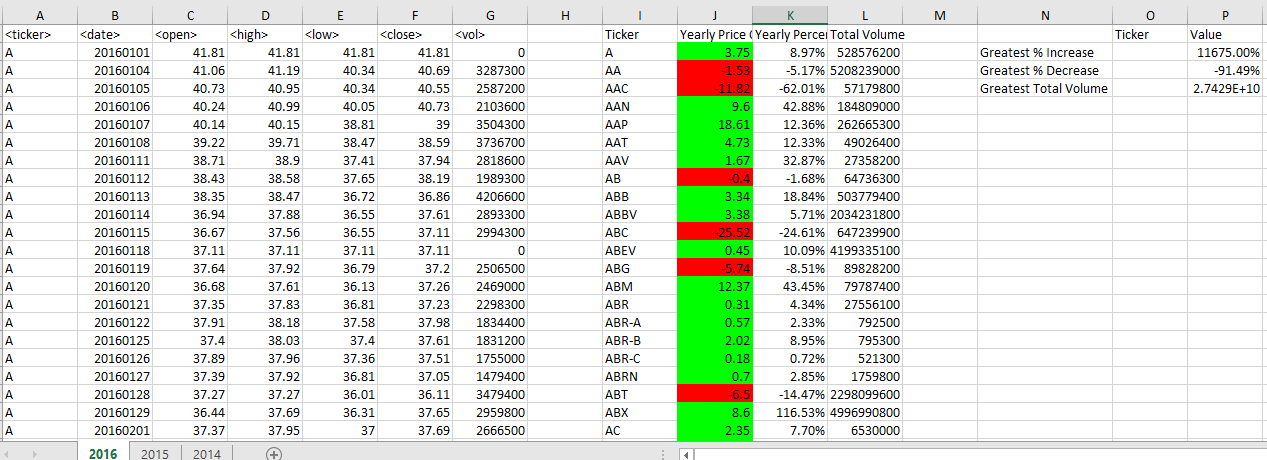 A B C D E F G H I J K L M N O P
<ticker> <date> <open> <high> <low> <close> <vol> Ticker Yearly Price C Yearly Percer Total Volume Ticker Value
A 20160101 41.81 41.81 41.81 41.81 0 A 3.75 8.97% 528576200 Greatest % Increase 11675.00%
A 20160104 41.06 41.19 40.34 40.69 3287300 AA -1.53 -5.17% 5208239000 Greatest % Decrease -91.49%
A 20160105 40.73 40.95 40.34 40.55 2587200 AAC -11.82 -62.01% 57179800 Greatest Total Volume 2.7429E+10
A 20160106 40.24 40.99 40.05 40.73 2103600 AAN 9.6 42.88% 184809000
A 20160107 40.14 40.15 38.81 39 3504300 AAP 18.61 12.36% 262665300
A 20160108 39.22 39.71 38.47 38.59 3736700 AAT 4.73 12.33% 49026400
A 20160111 38.71 38.9 37.41 37.94 2818600 AAV 1.67 32.87% 27358200
A 20160112 38.43 38.58 37.65 38.19 1989300 AB -0.4 -1.68% 64736300
A 20160113 38.35 38.47 36.72 36.86 4206600 ABB 3.34 18.84% 503779400
A 20160114 36.94 37.88 36.55 37.61 2893300 ABBV 3.38 5.71% 2034231800
A 20160115 36.67 37.56 36.55 37.11 2994300 ABC -25.52 -24.61% 647239900
A 20160118 37.11 37.11 37.11 37.11 0 ABEV 0.45 10.09% 4199335100
A 20160119 37.64 37.92 36.79 37.2 2506500 ABG -5.74 -8.51% 89828200
A 20160120 36.68 37.61 36.13 37.26 2469000 ABM 12.37 43.45% 79787400
A 20160121 37.35 37.83 36.81 37.23 2298300 ABR 0.31 4.34% 27556100
A 20160122 37.91 38.18 37.58 37.98 1834400 ABR-A 0.57 2.33% 792500
A 20160125 37.4 38.03 37.4 37.61 1831200 ABR-B 2.02 8.95% 795300
A 20160126 37.89 37.96 37.36 37.51 1755000 ABR-C 0.18 0.72% 521300
A 20160127 37.39 37.92 36.81 37.05 1479400 ABRN 0.7 2.85% 1759800
A 20160128 37.27 37.27 36.01 36.11 3479400 ABT -6.5 -14.47% 2298099600
A 20160129 36.44 37.69 36.31 37.65 2959800 ABX 8.6 116.53% 4996990800
A 20160201 37.37 37.95 37 37.69 2666500 AC 2.35 7.70% 6530000
2016 2015 2014